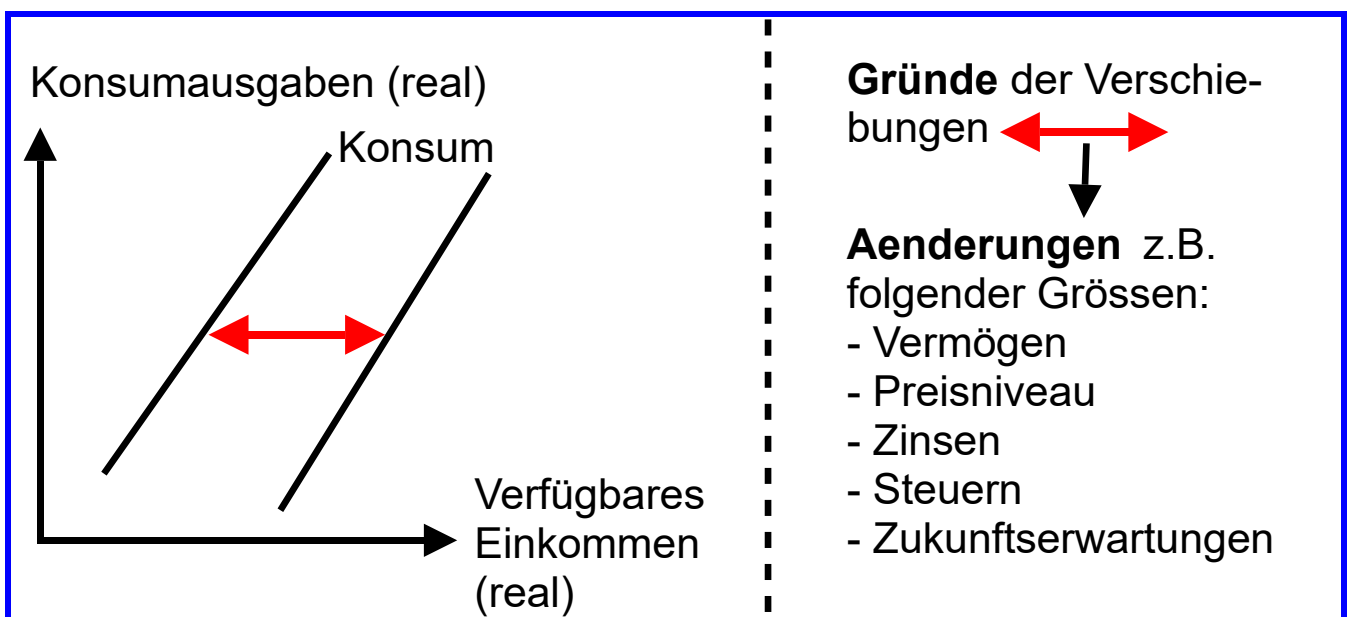 Konsumausgaben (real)
Konsum
Verfügbares
Einkommen
(real)
Gründe der Verschie-
bungen
Aenderungen z.B.
folgender Grössen:
- Vermögen
- Preisniveau
- Zinsen
- Steuern
- Zukunftserwartungen